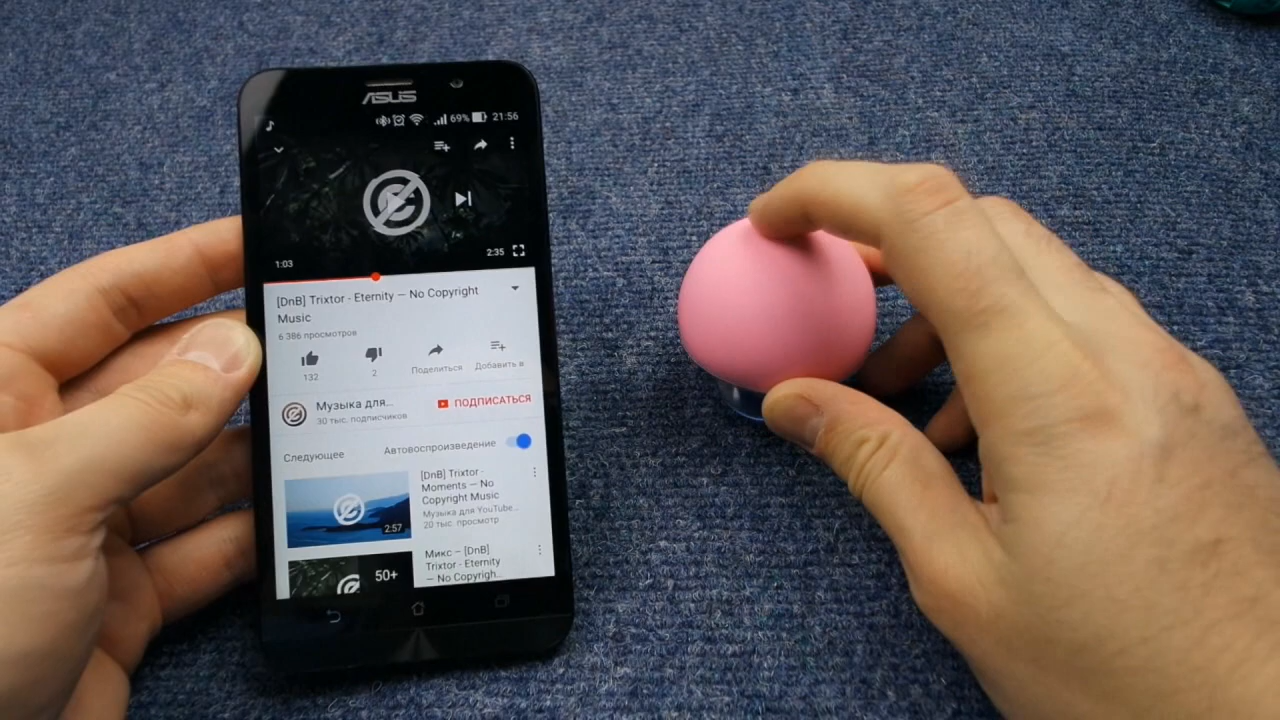 ASUS
69% 21:56
1:03
2:35
[DnB] Trixtor - Eternity — No Copyright
Music
6 386 просмотров
132
2
Поделиться
Добавить в
Музыка для...
30 тыс. подписчиков
ПОДПИСАТЬСЯ
Следующее
Автовоспроизведение
2:57
[DnB] Trixtor -
Moments — No
Copyright Music
Музыка для YouTube...
20 тыс. просмотр
50+
Микс – [DnB]
Trixtor - Eternity
— No Copyrigh...